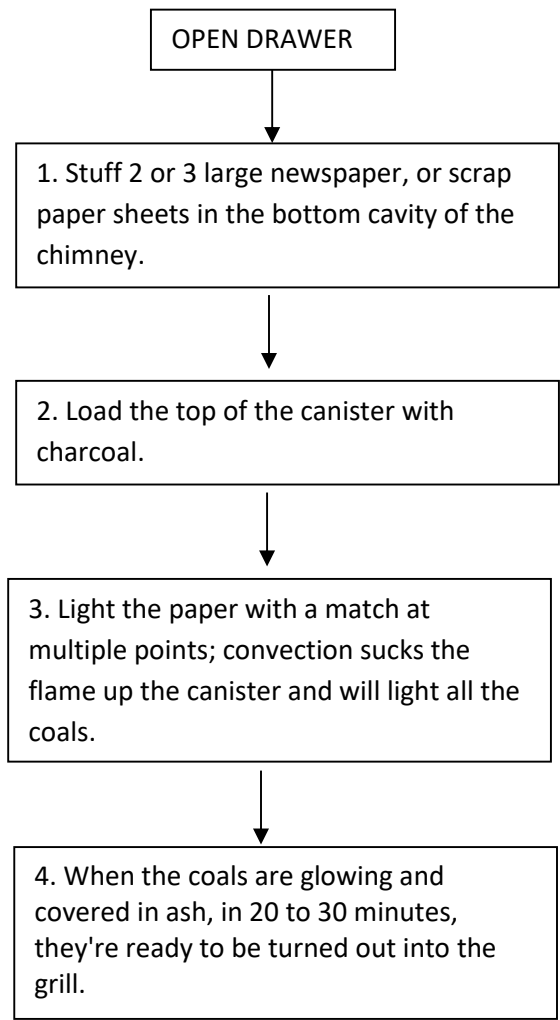 OPEN DRAWER
1. Stuff 2 or 3 large newspaper, or scrap
paper sheets in the bottom cavity of the
chimney.
2. Load the top of the canister with
charcoal.
3. Light the paper with a match at
multiple points; convection sucks the
flame up the canister and will light all the
coals.
4. When the coals are glowing and
covered in ash, in 20 to 30 minutes,
they're ready to be turned out into the
grill.